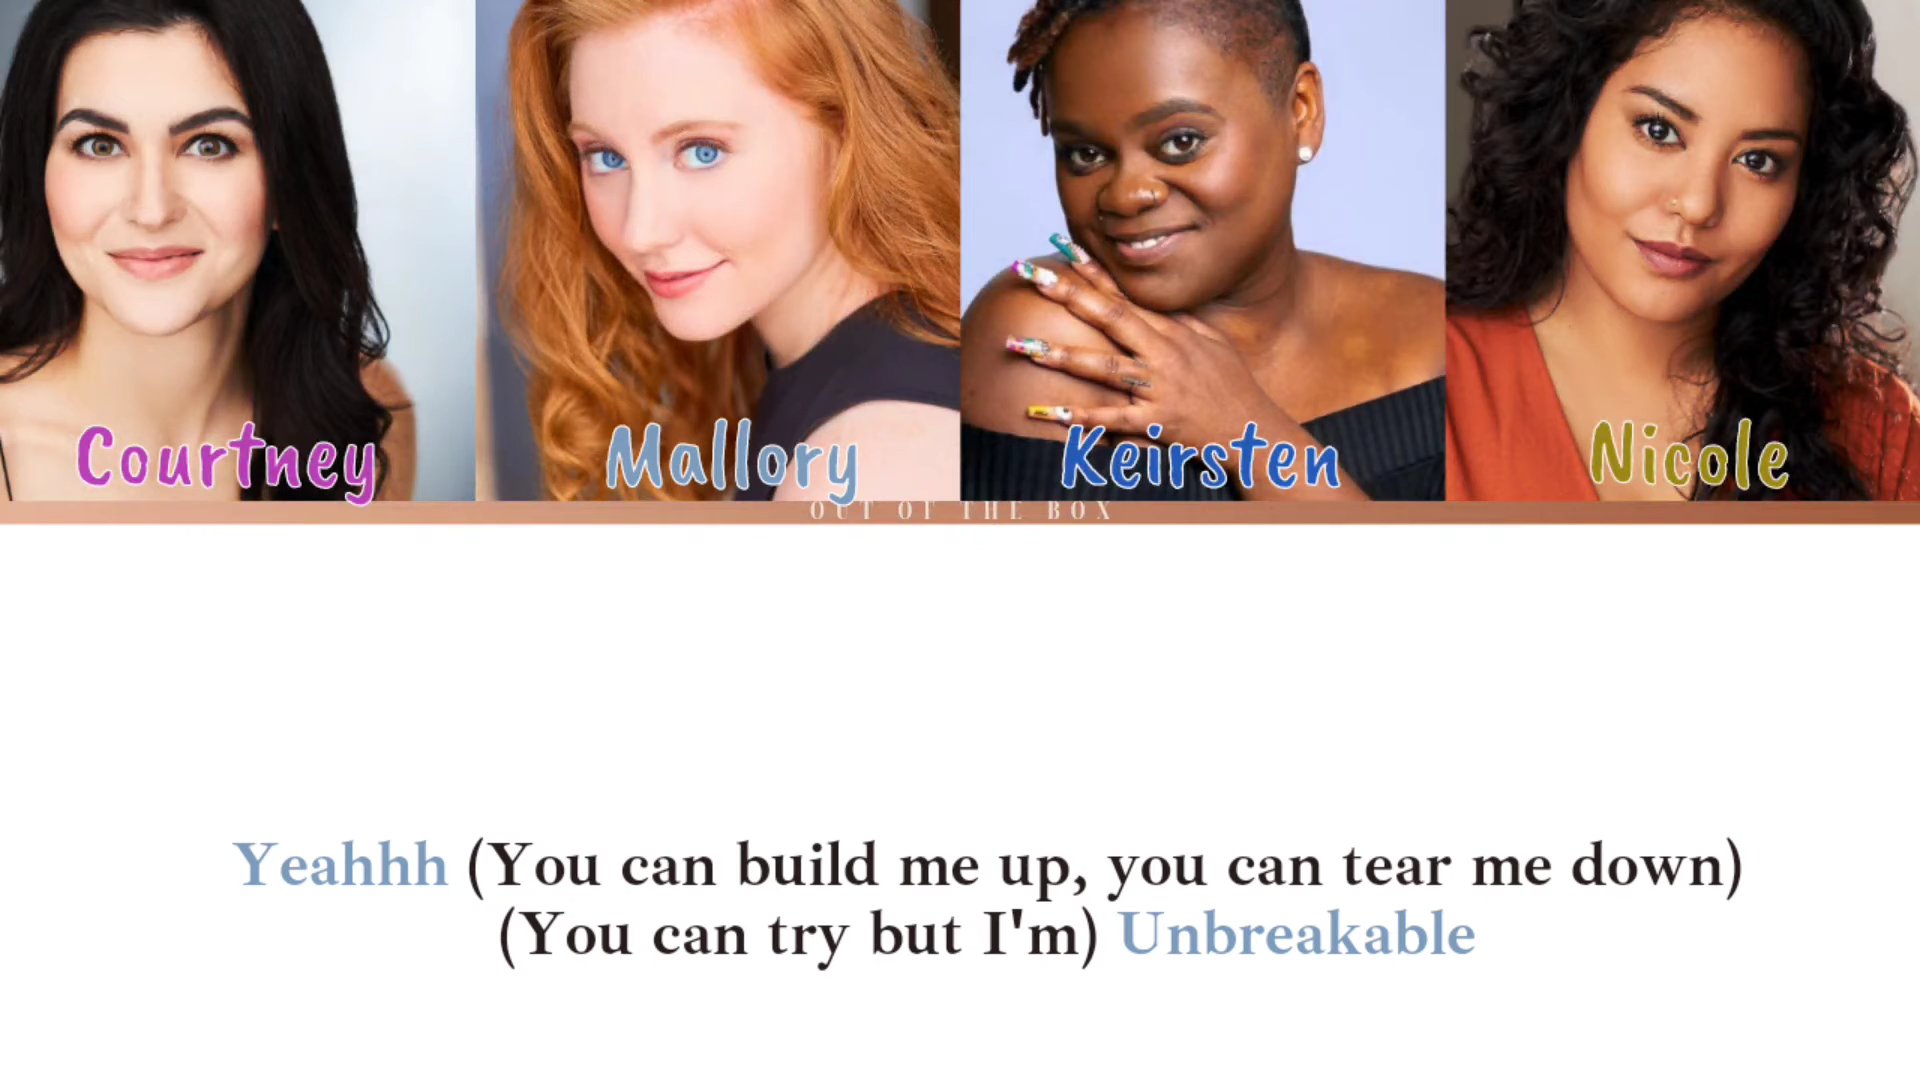 Courtney Mallory Keirsten Nicole
OUT OF THE BOX
Yeahhh (You can build me up, you can tear me down)
(You can try but I'm) Unbreakable